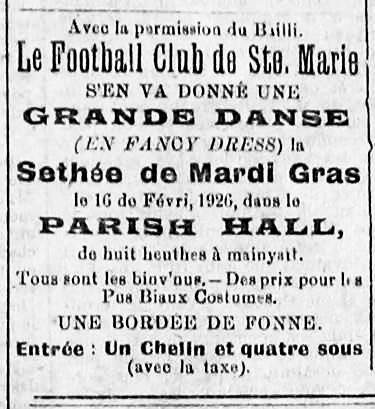 Avec la permission du Bailli.
Le Football Club de Ste. Marie
S'EN VA DONNÉ UNE
GRANDE DANSE
(EN FANCY DRESS) la
Sethée de Mardi Gras
le 16 de Févri, 1926, dans le
PARISH HALL,
de huit heuthes à mainyatt.
Tous sont les binv'nus.—Des prix pour les
Pus Biaux Costumes.
UNE BORDÉE DE FONNE.
Entrée : Un Chelin et quatre sous
(avec la taxe).